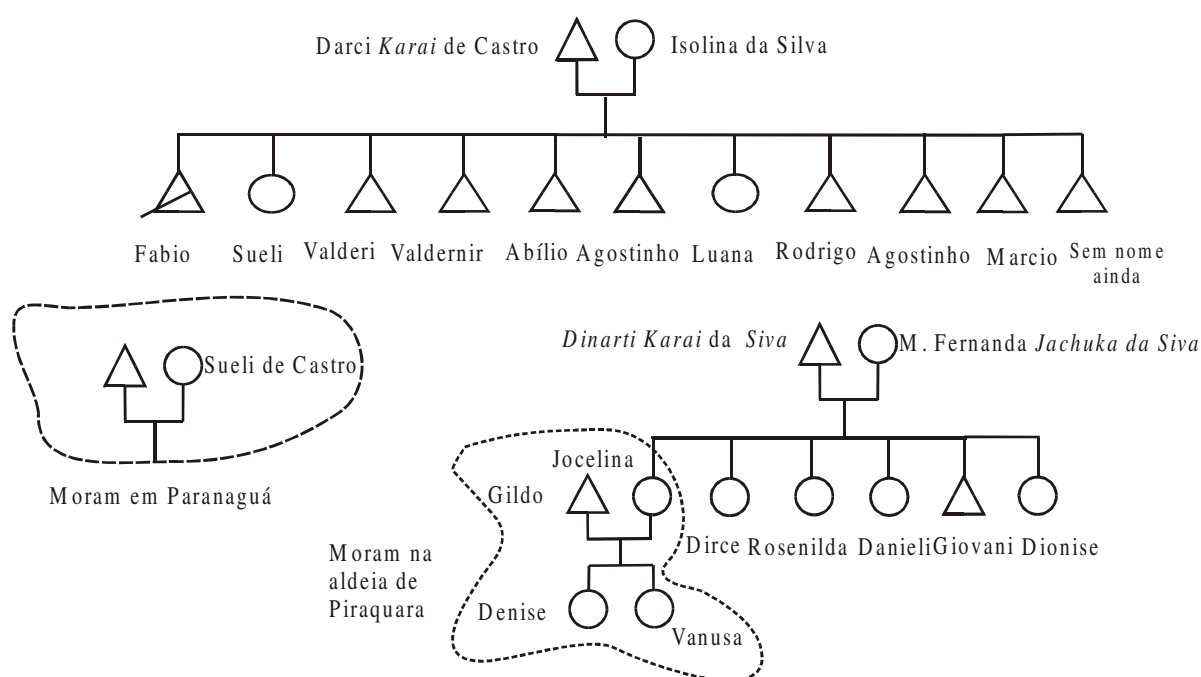 Darci Karai de Castro
Isolina da Silva
Fabio
Sueli
Valderi
Valdernir
Abílio
Agostinho
Luana
Rodrigo
Agostinho
Marcio
Sem nome
ainda
Dinarti Karai da Siva
M. Fernanda Jachuka da Siva
Sueli de Castro
Moram em Paranaguá
Jocelina
Gildo
Dirce
Rosenilda
Danieli
Giovani
Dionise
Moram na
aldeia de
Piraquara
Denise
Vanusa